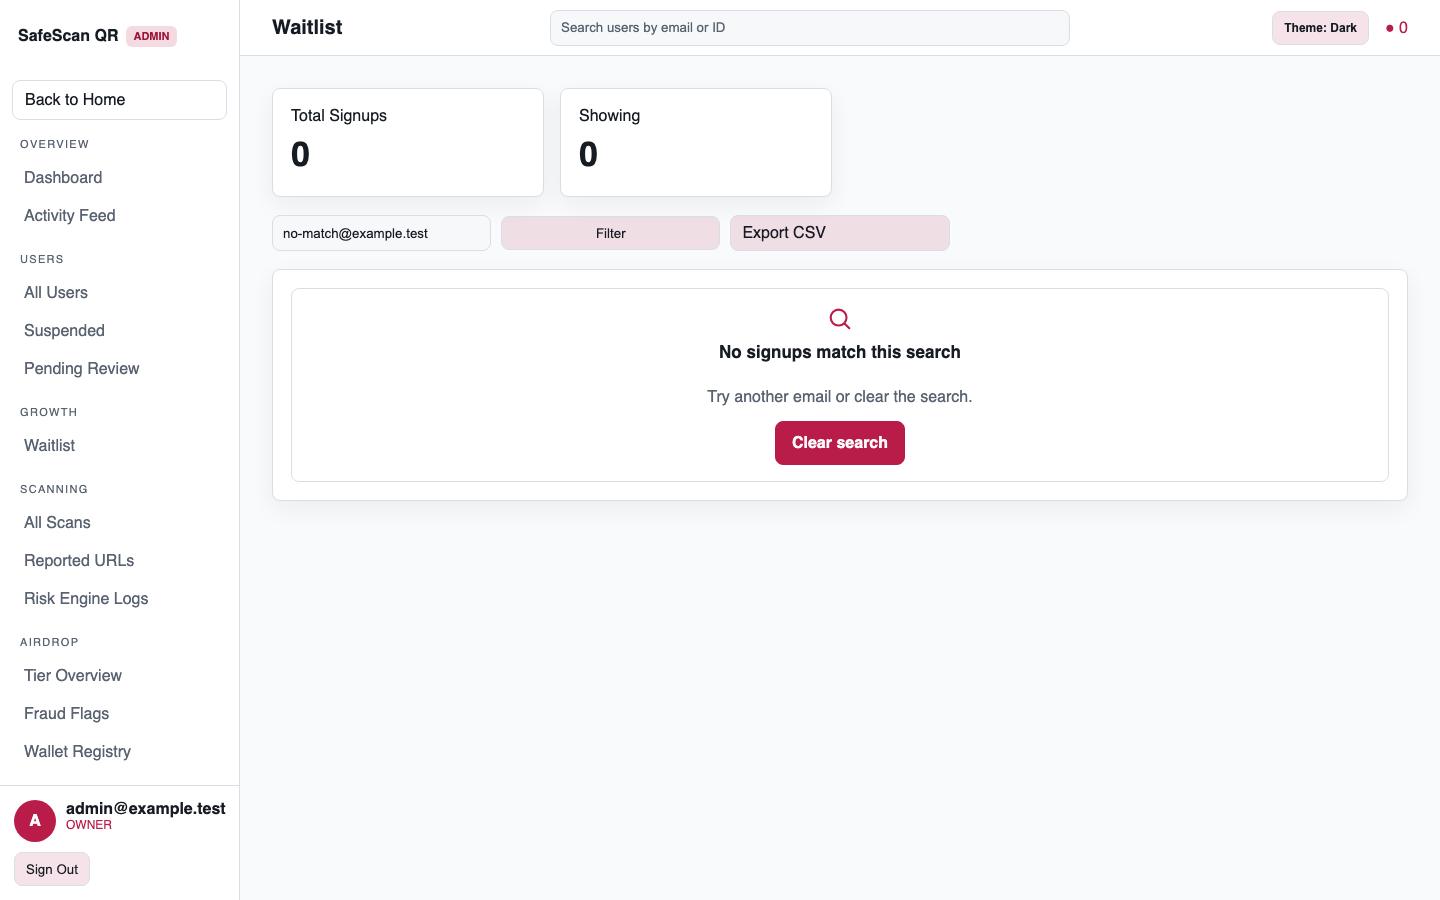 SafeScan QR ADMIN
Back to Home
OVERVIEW
Dashboard
Activity Feed
USERS
All Users
Suspended
Pending Review
GROWTH
Waitlist
SCANNING
All Scans
Reported URLs
Risk Engine Logs
AIRDROP
Tier Overview
Fraud Flags
Wallet Registry
A
admin@example.test
OWNER
Sign Out
Waitlist
Search users by email or ID
Theme: Dark
0
Total Signups
0
Showing
0
no-match@example.test
Filter
Export CSV
No signups match this search
Try another email or clear the search.
Clear search